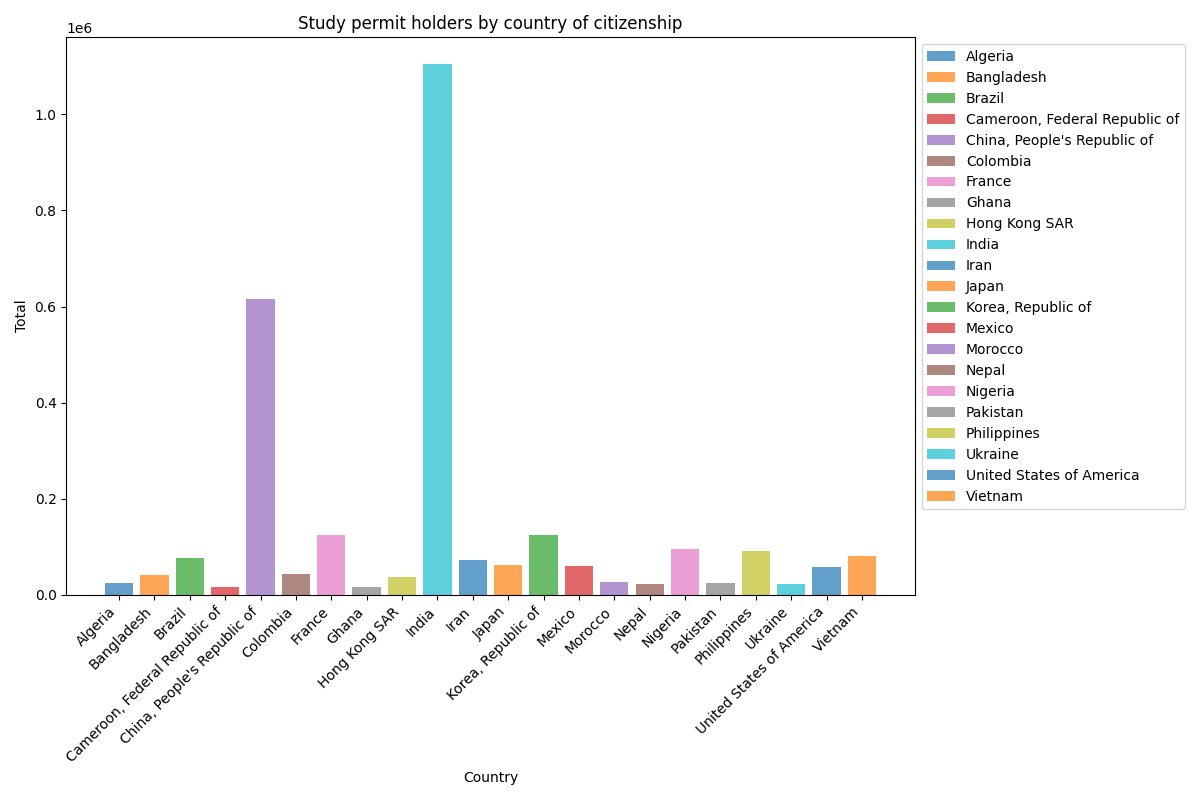 Study permit holders by country of citizenship
1e6
1.0
0.8
0.6
0.4
0.2
0.0
Total
Algeria
Bangladesh
Brazil
Cameroon, Federal Republic of
China, People's Republic of
Colombia
France
Ghana
Hong Kong SAR
India
Iran
Japan
Korea, Republic of
Mexico
Morocco
Nepal
Nigeria
Pakistan
Philippines
Ukraine
United States of America
Vietnam
Country
Algeria
Bangladesh
Brazil
Cameroon, Federal Republic of
China, People's Republic of
Colombia
France
Ghana
Hong Kong SAR
India
Iran
Japan
Korea, Republic of
Mexico
Morocco
Nepal
Nigeria
Pakistan
Philippines
Ukraine
United States of America
Vietnam